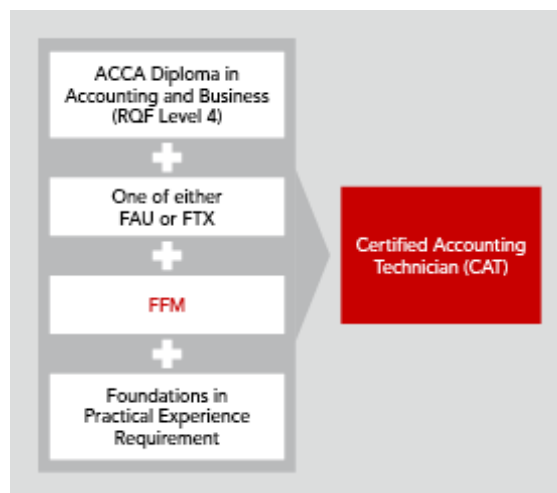 ACCA Diploma in
Accounting and Business
(RQF Level 4)
+
One of either
FAU or FTX
+
FFM
+
Foundations in
Practical Experience
Requirement
Certified Accounting
Technician (CAT)